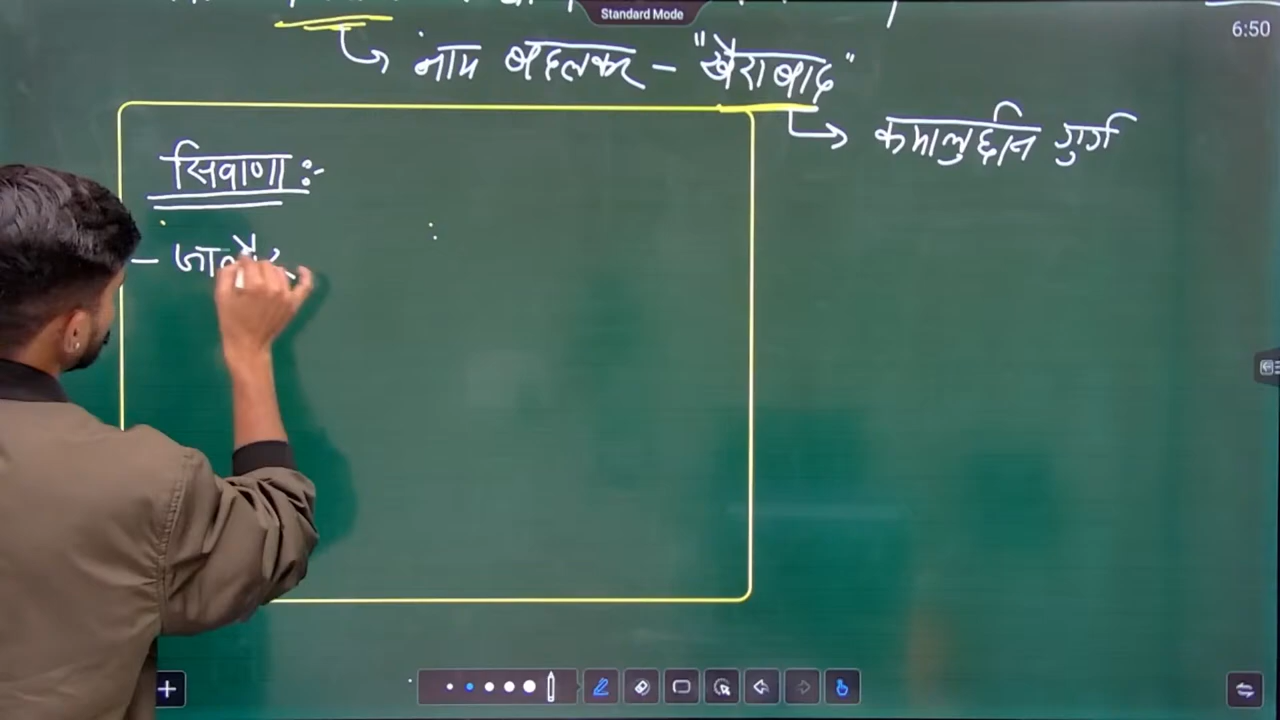 Standard Mode
6:50
नाम बदलकर - "खैराबाद"
कमालुद्दीन गुर्ग
सिवाणा :-
- जालौर